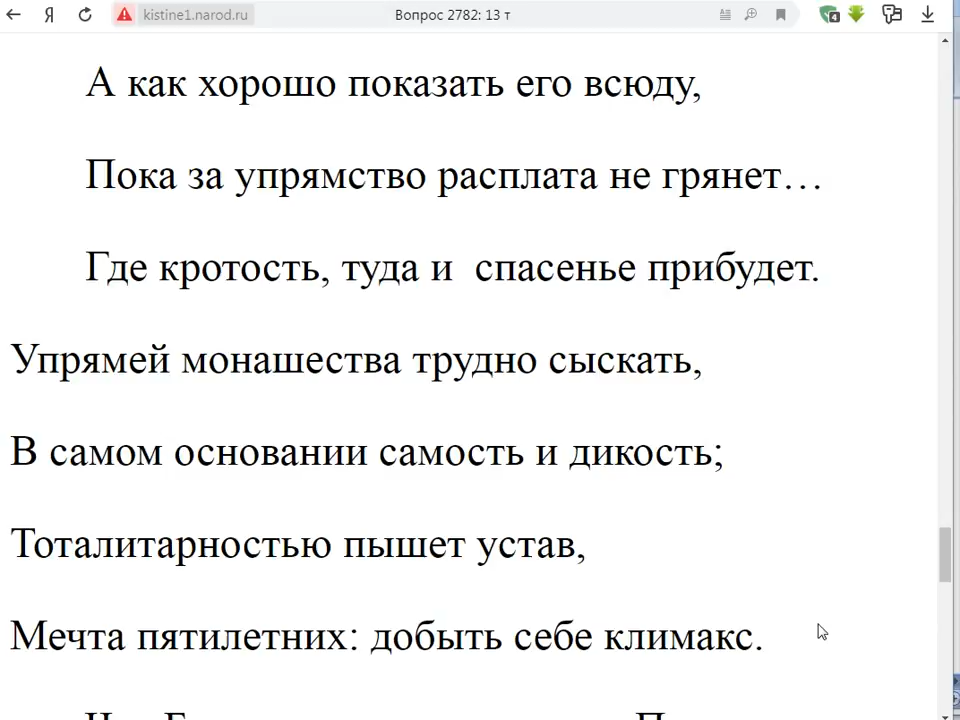 kistine1.narod.ru
Вопрос 2782: 13 т
А как хорошо показать его всюду,
Пока за упрямство расплата не грянет…
Где кротость, туда и спасенье прибудет.
Упрямей монашества трудно сыскать,
В самом основании самость и дикость;
Тоталитарностью пышет устав,
Мечта пятилетних: добыть себе климакс.